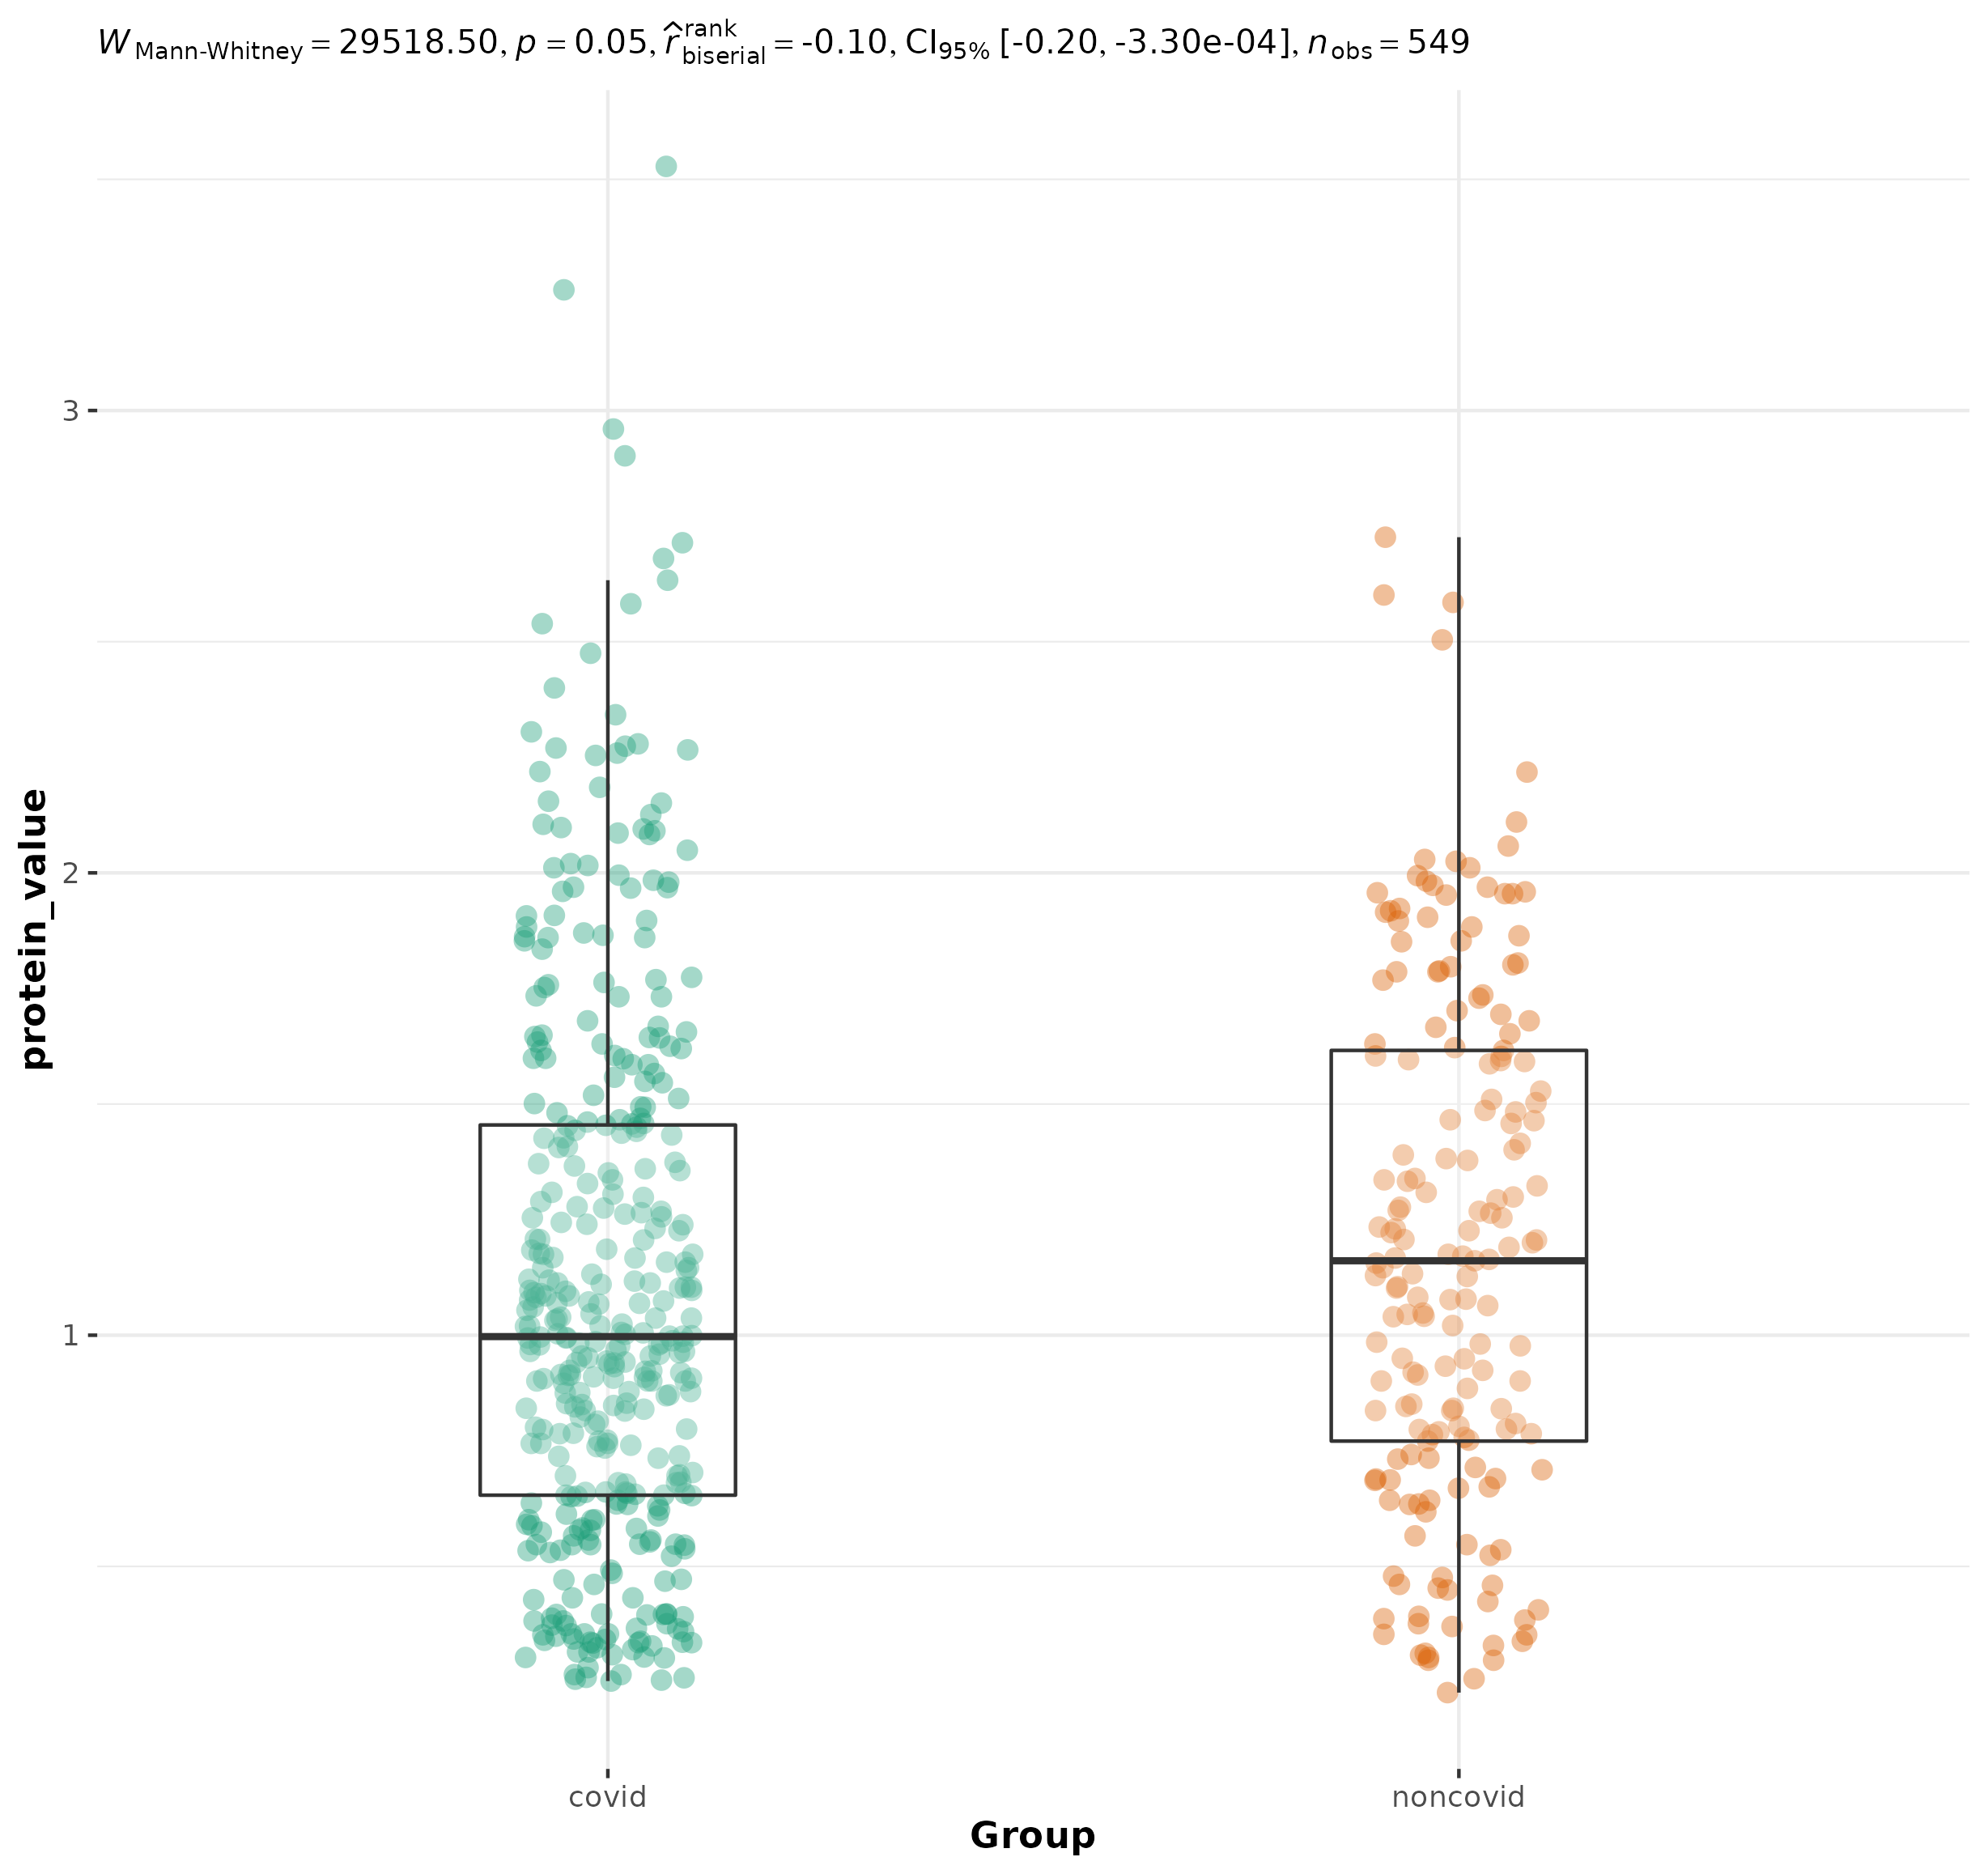 W Mann-Whitney = 29518.50, p = 0.05, r̂ rank biserial = -0.10, CI95% [-0.20, -3.30e-04], n obs = 549
3
2
1
protein_value
covid noncovid
Group